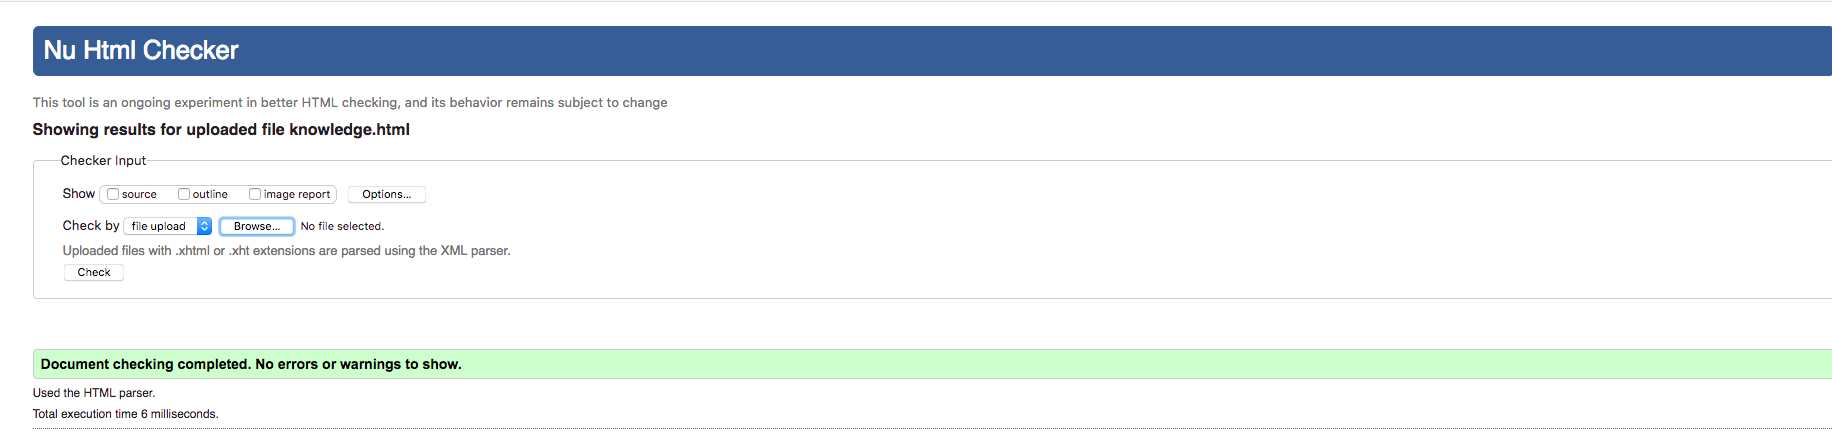 Nu Html Checker
This tool is an ongoing experiment in better HTML checking, and its behavior remains subject to change
Showing results for uploaded file knowledge.html
Checker Input
Show source outline image report Options...
Check by file upload Browse... No file selected.
Uploaded files with .xhtml or .xht extensions are parsed using the XML parser.
Check
Document checking completed. No errors or warnings to show.
Used the HTML parser.
Total execution time 6 milliseconds.